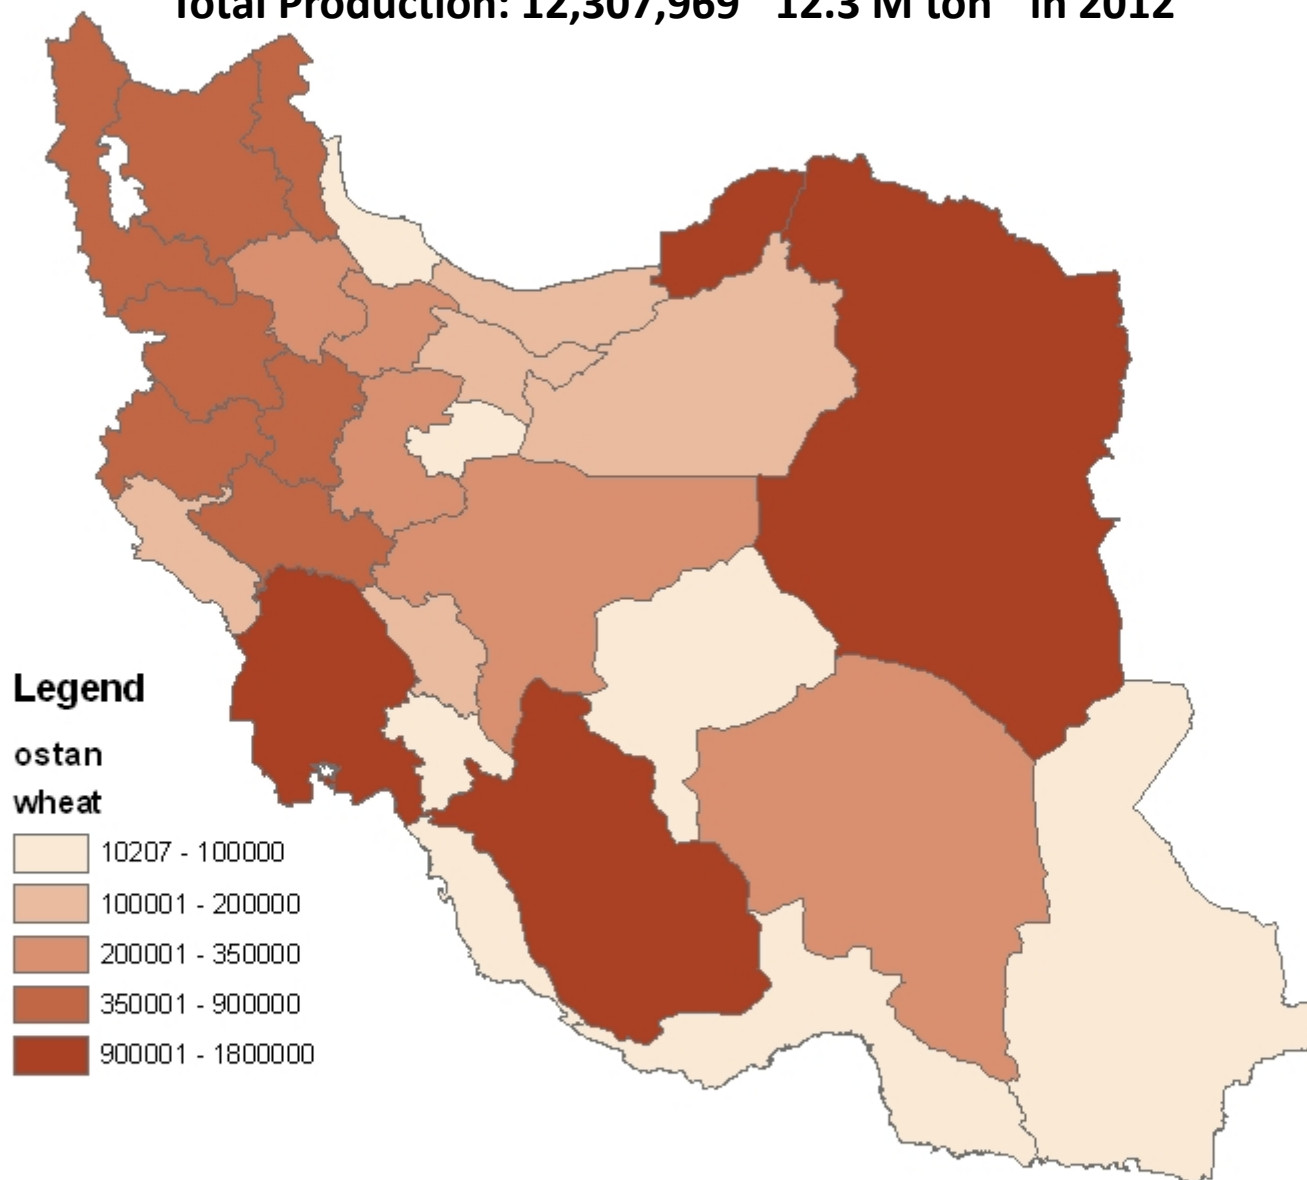 Total Production: 12,307,969 12.3 M ton in 2012
Legend
ostan
wheat
10207 - 100000
100001 - 200000
200001 - 350000
350001 - 900000
900001 - 1800000